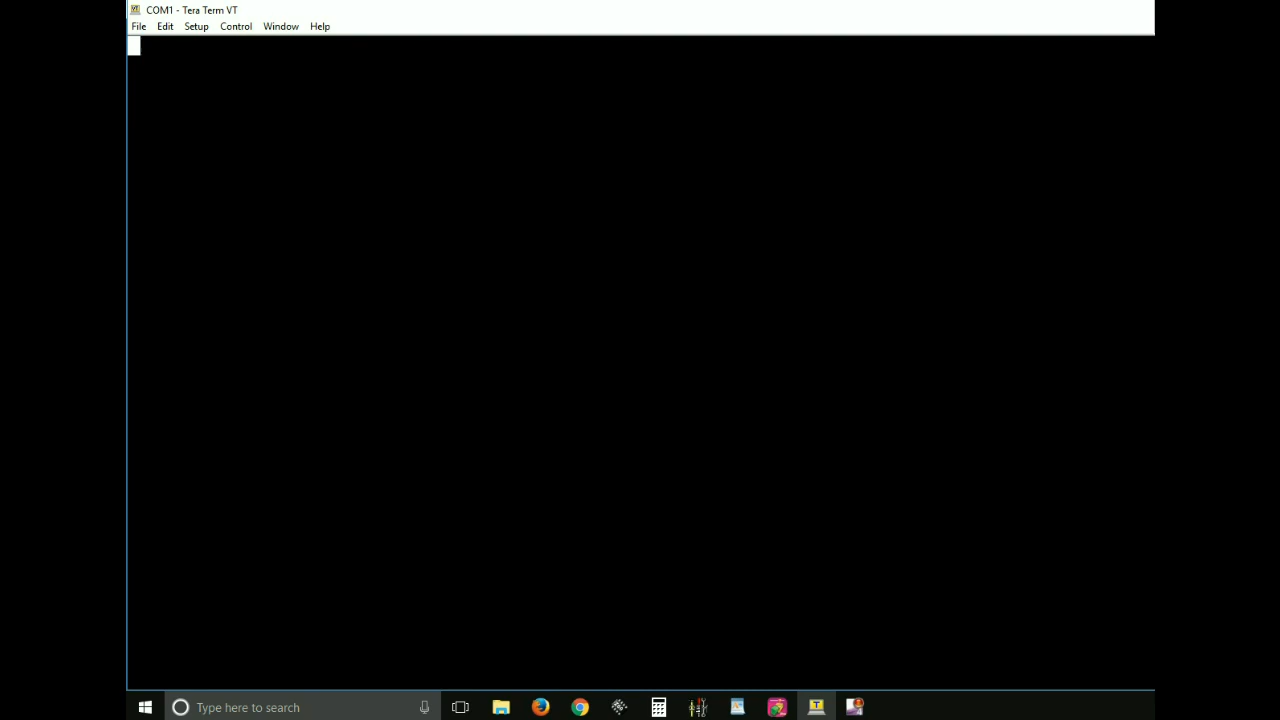 COM1 - Tera Term VT
File Edit Setup Control Window Help
Type here to search